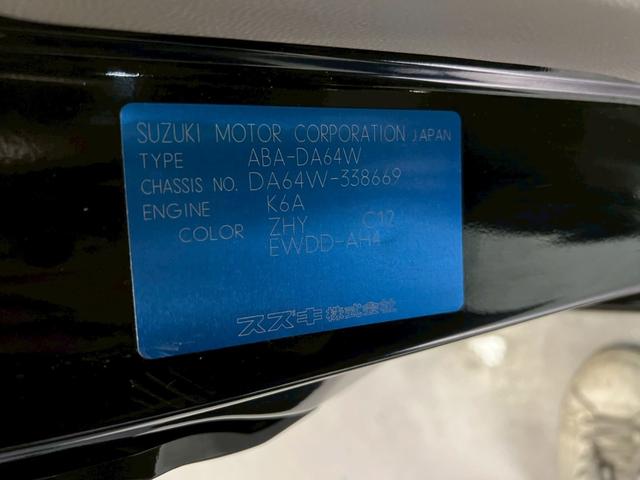 SUZUKI MOTOR CORPORATION JAPAN
TYPE ABA-DA64W
CHASSIS NO. DA64W-338669
ENGINE K6A
COLOR ZHY C12
EWDD-AH4
スズキ株式会社